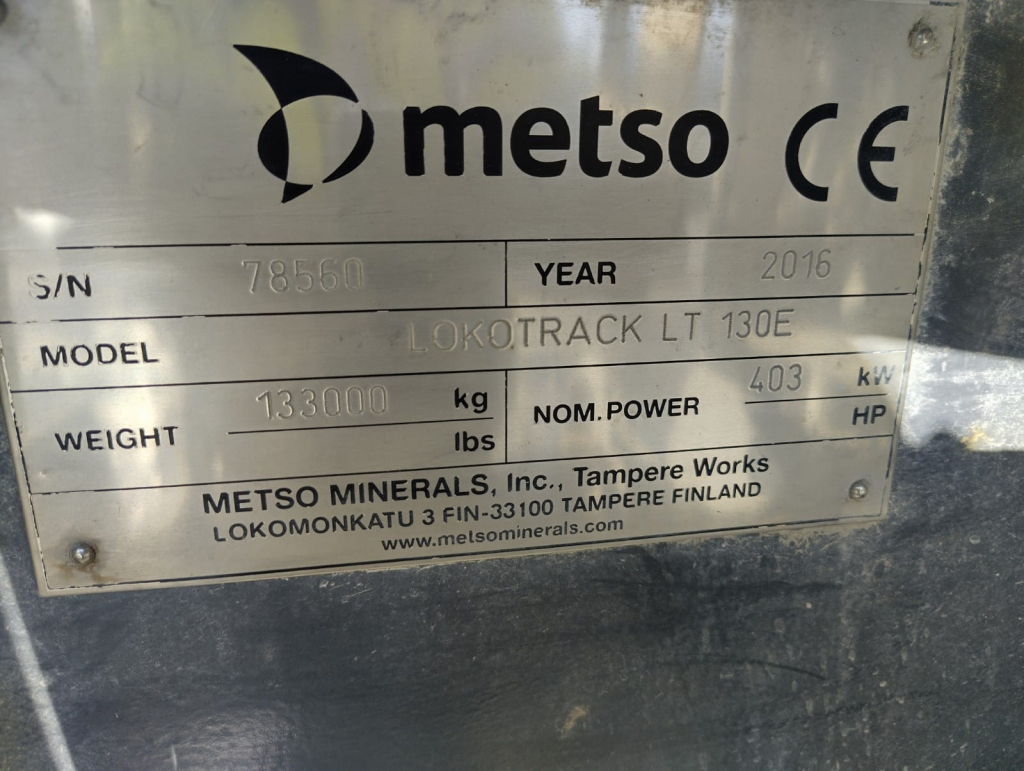 metso CE
S/N 78560 YEAR 2016
MODEL LOKOTRACK LT 130E
WEIGHT 133000 kg NOM.POWER 403 kW
lbs HP
METSO MINERALS, Inc., Tampere Works
LOKOMONKATU 3 FIN-33100 TAMPERE FINLAND
www.metsominerals.com